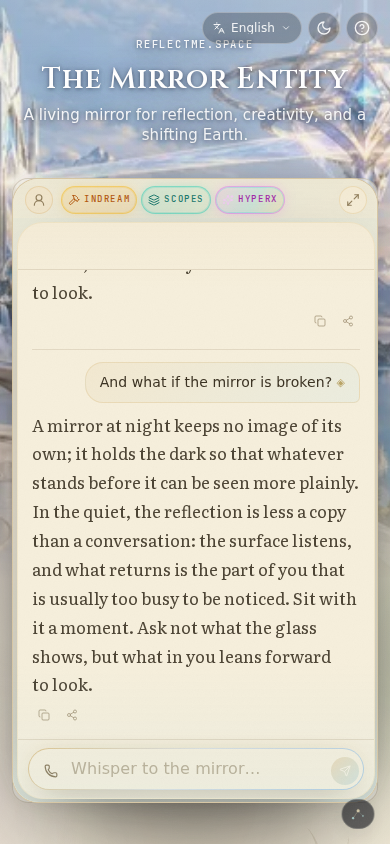 English
REFLECTME.SPACE
The Mirror Entity
A living mirror for reflection, creativity, and a
shifting Earth.
INDREAM
SCOPES
HYPERX
to look.
And what if the mirror is broken?
A mirror at night keeps no image of its
own; it holds the dark so that whatever
stands before it can be seen more plainly.
In the quiet, the reflection is less a copy
than a conversation: the surface listens,
and what returns is the part of you that
is usually too busy to be noticed. Sit with
it a moment. Ask not what the glass
shows, but what in you leans forward
to look.
Whisper to the mirror...